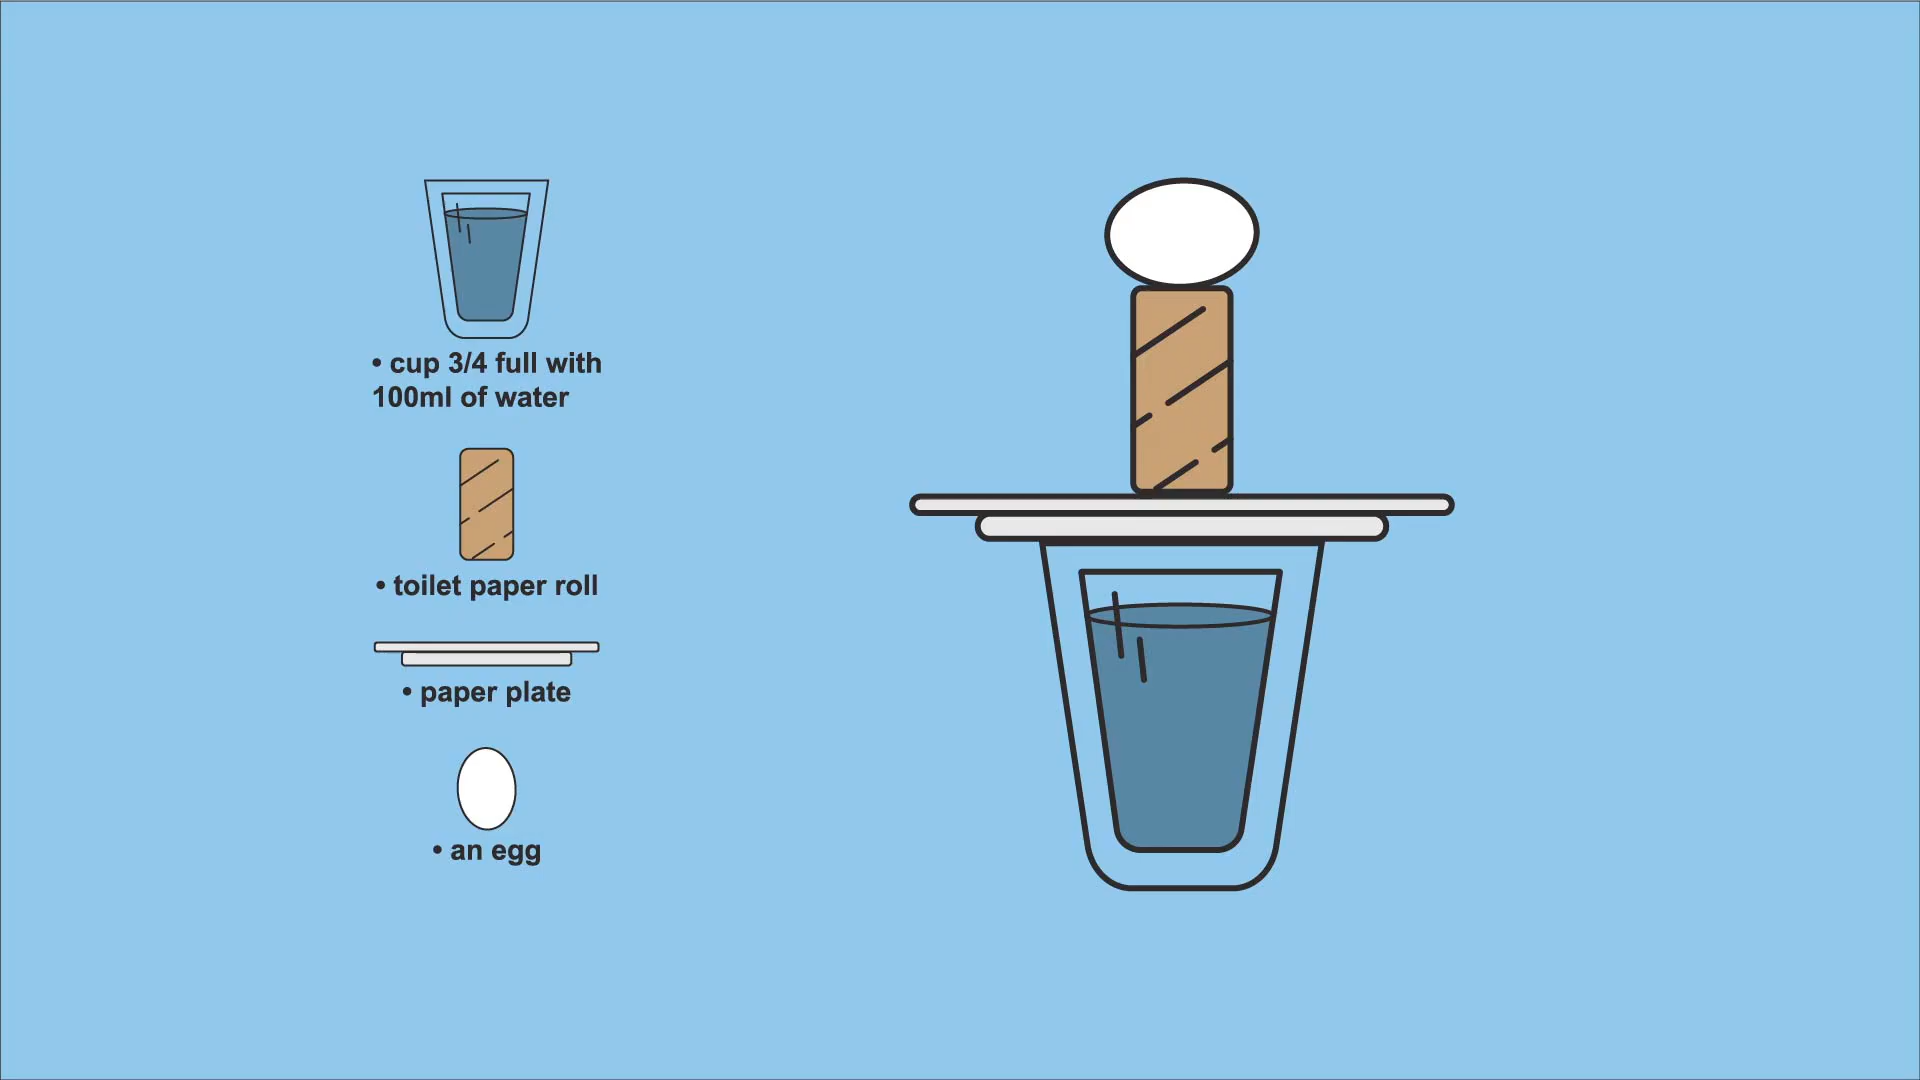 • cup 3/4 full with
100ml of water
• toilet paper roll
• paper plate
• an egg